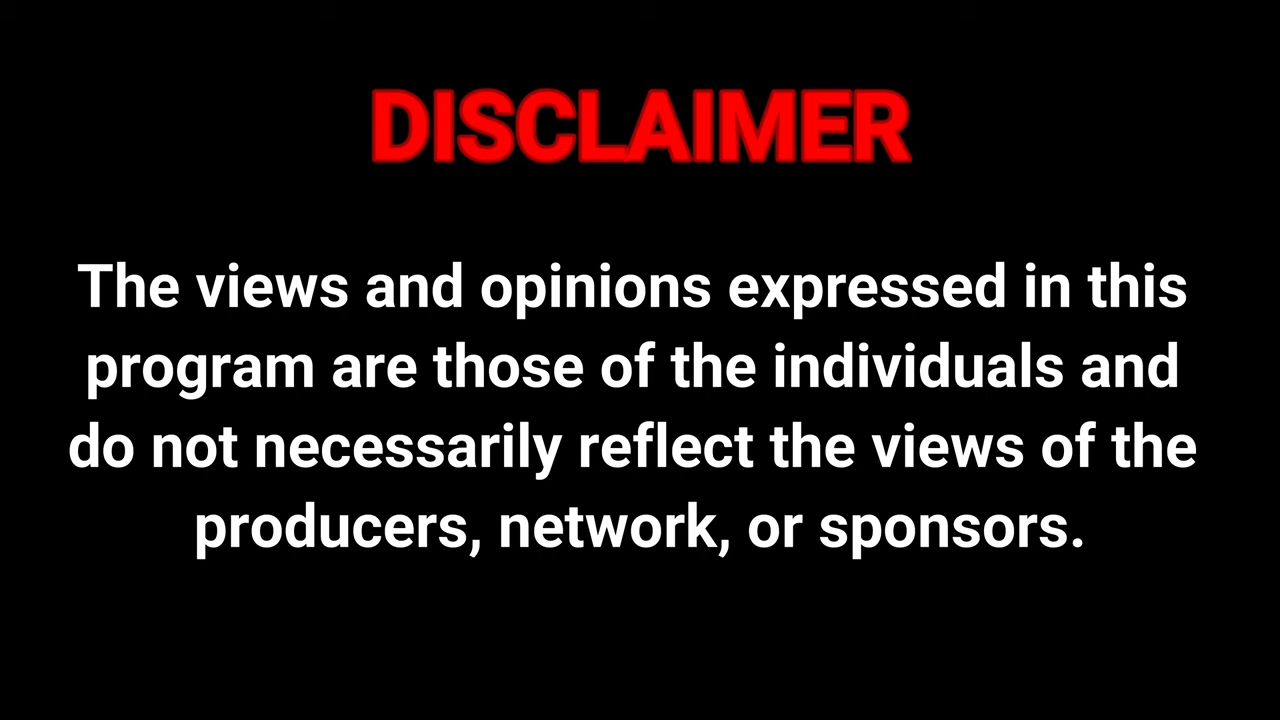 DISCLAIMER
The views and opinions expressed in this
program are those of the individuals and
do not necessarily reflect the views of the
producers, network, or sponsors.